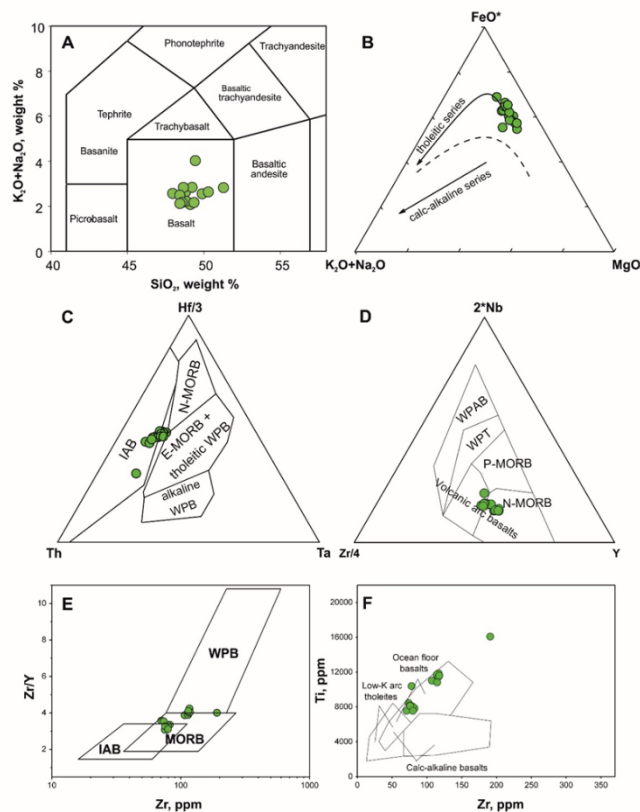 A
K₂O+Na₂O, weight %
10
8
6
4
2
0
40
45
50
55
SiO₂, weight %
Phonotephrite
Trachyandesite
Tephrite
Basaltic
trachyandesite
Trachybasalt
Basanite
Basaltic
andesite
Picrobasalt
Basalt
B
FeO*
tholeitic series
calc-alkaline series
K₂O+Na₂O
MgO
C
Hf/3
N-MORB
IAB
E-MORB +
tholeiitic WPB
alkaline
WPB
Th
Ta
D
2*Nb
WPAB
WPT
P-MORB
N-MORB
Volcanic arc basalts
Zr/4
Y
E
Zr/Y
10
8
6
4
2
0
WPB
IAB
MORB
1
10
100
1000
Zr, ppm
F
Ti, ppm
20000
16000
12000
8000
4000
0
Ocean floor
basalts
Low-K arc
tholeites
Calc-alkaline basalts
0
50
100
150
200
250
300
350
Zr, ppm